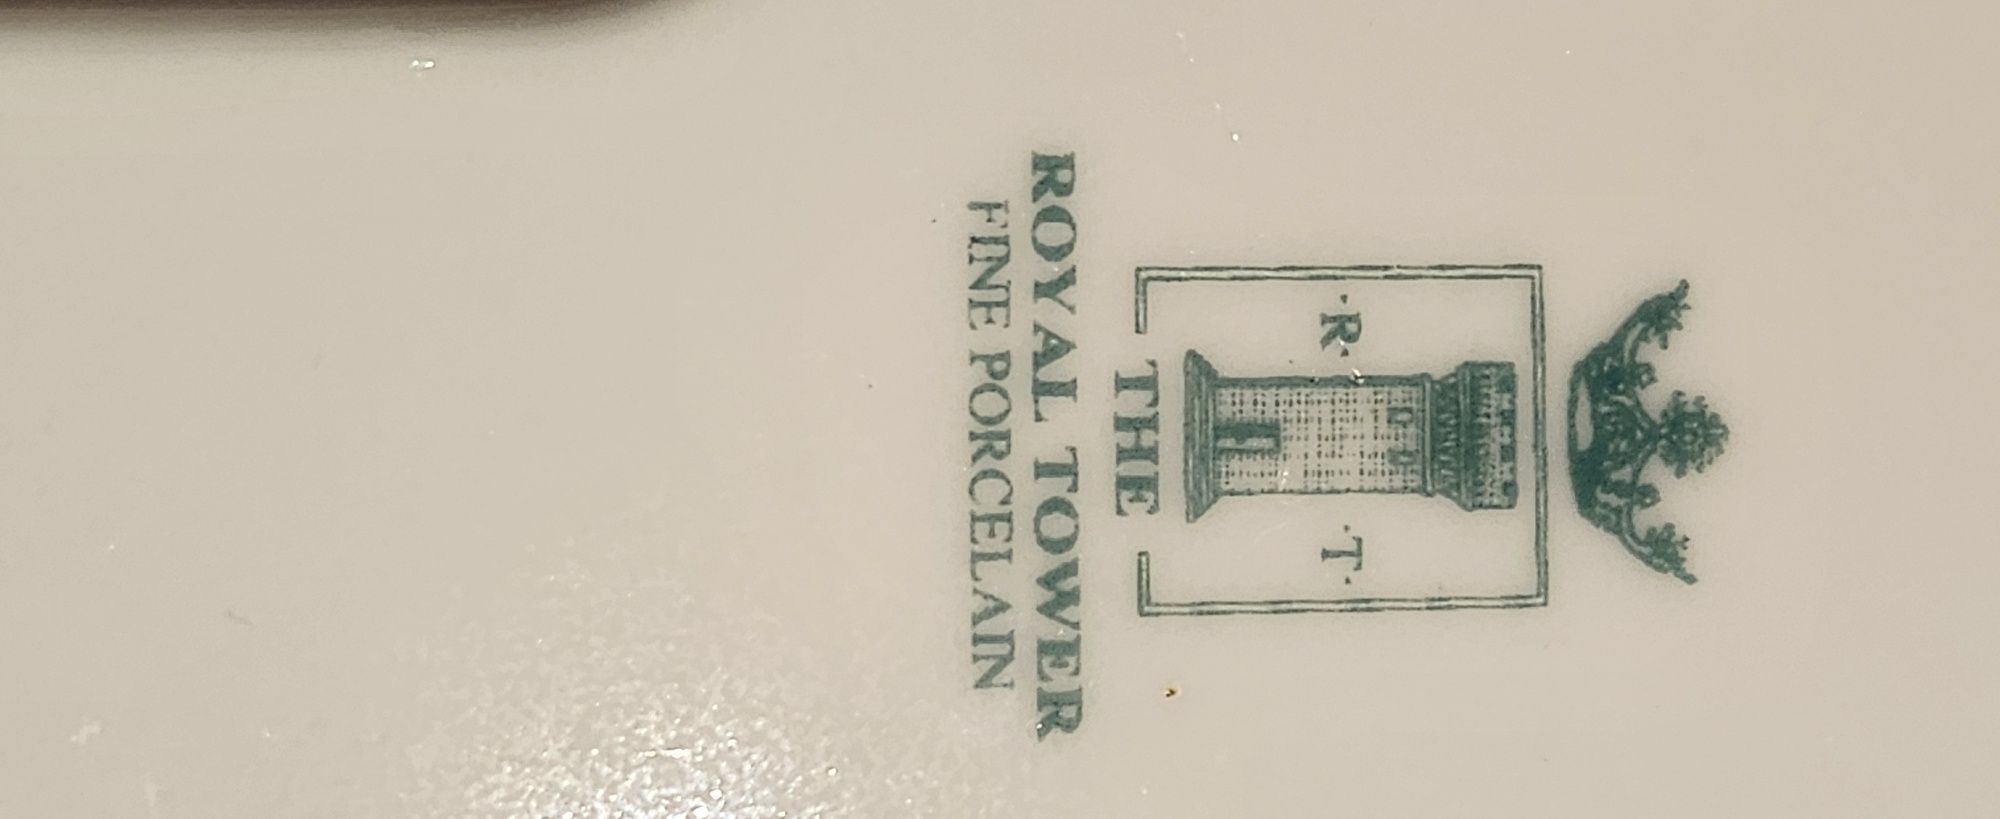 ·R· ·T·
THE
ROYAL TOWER
FINE PORCELAIN